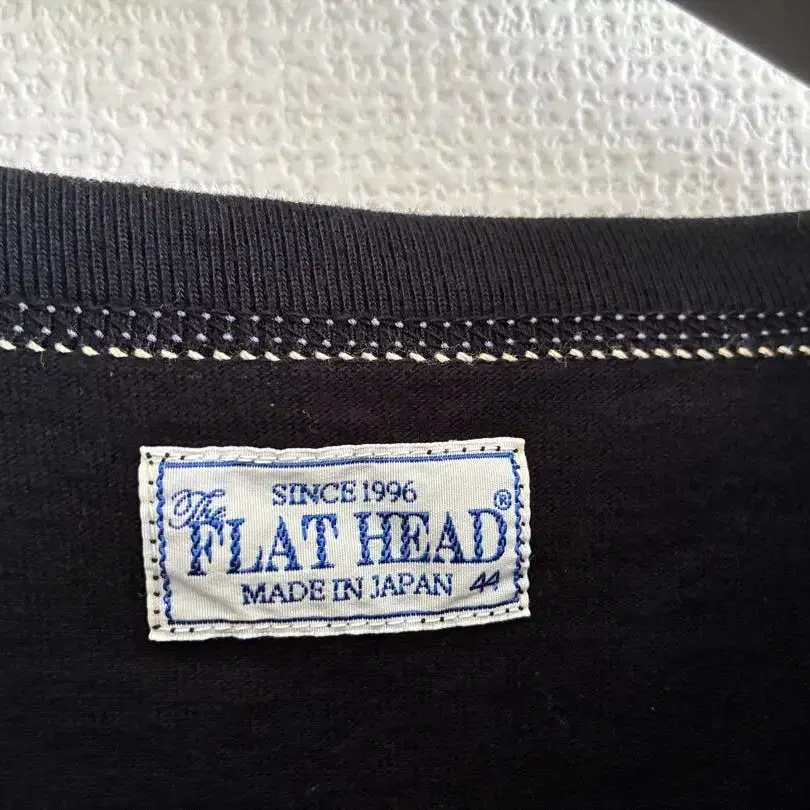 SINCE 1996
The FLAT HEAD®
MADE IN JAPAN 44